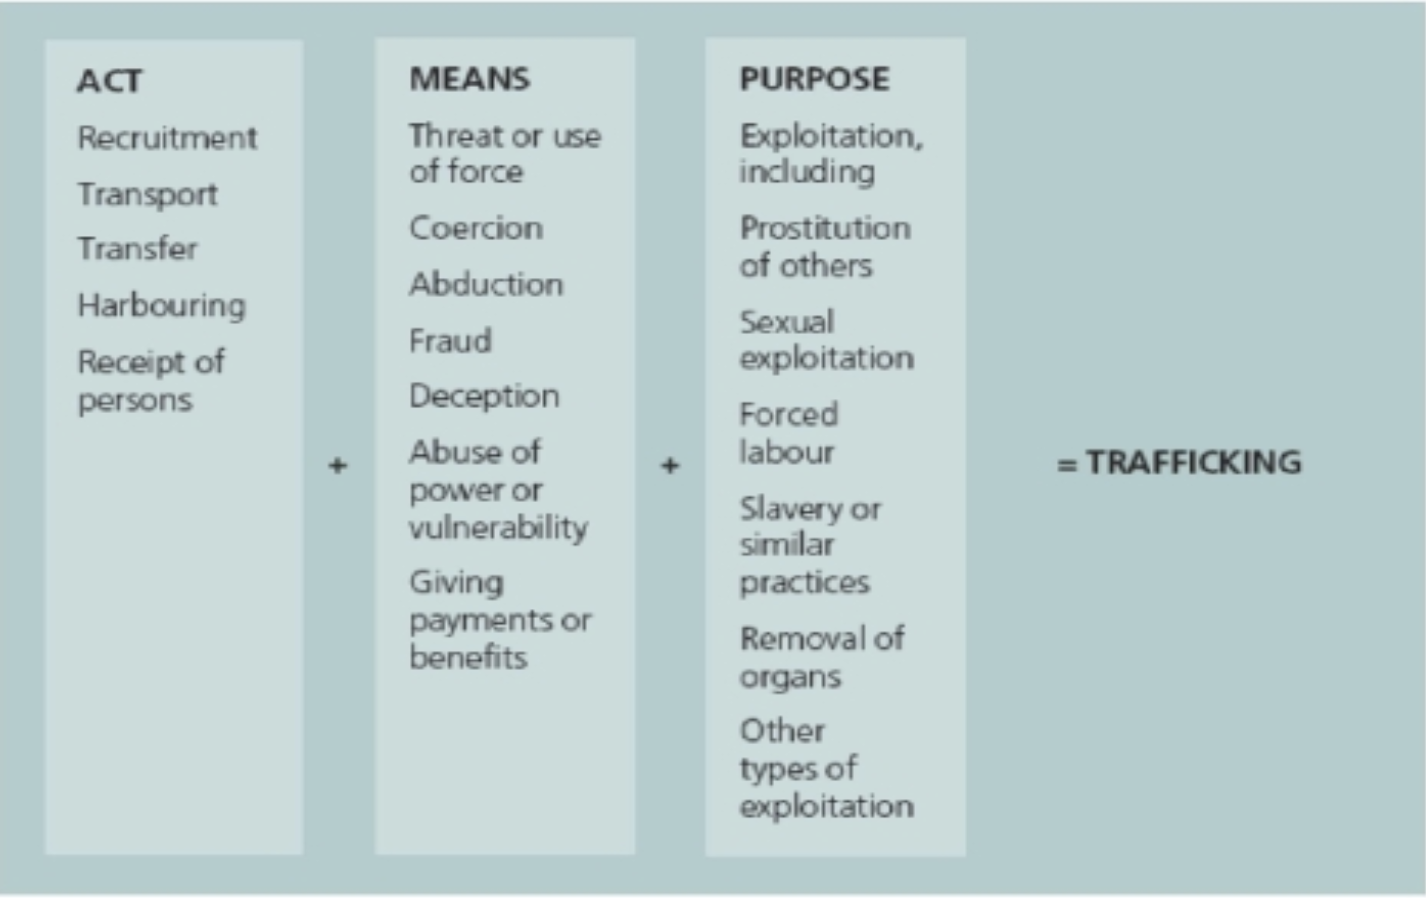 ACT
Recruitment
Transport
Transfer
Harbouring
Receipt of
persons
+
MEANS
Threat or use
of force
Coercion
Abduction
Fraud
Deception
Abuse of
power or
vulnerability
Giving
payments or
benefits
+
PURPOSE
Exploitation,
including
Prostitution
of others
Sexual
exploitation
Forced
labour
Slavery or
similar
practices
Removal of
organs
Other
types of
exploitation
= TRAFFICKING